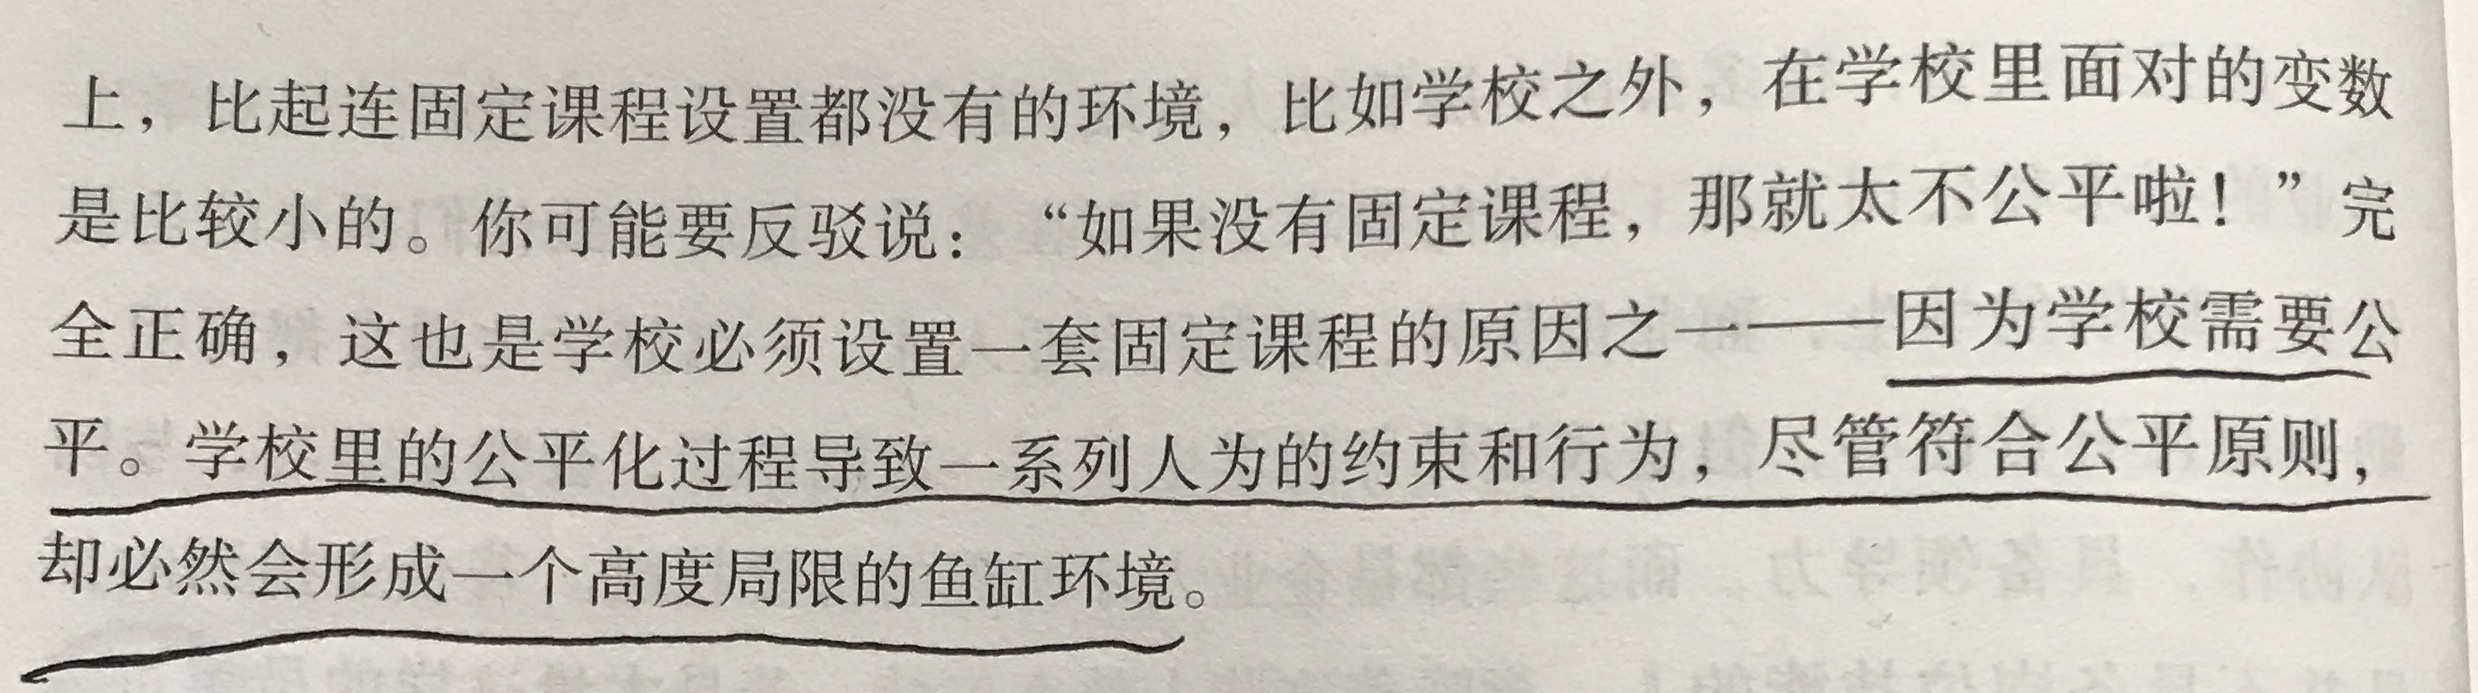 上，比起连固定课程设置都没有的环境，比如学校之外，在学校里面对的变数
是比较小的。你可能要反驳说：“如果没有固定课程，那就太不公平啦！”完
全正确，这也是学校必须设置一套固定课程的原因之一——因为学校需要公
平。学校里的公平化过程导致一系列人为的约束和行为，尽管符合公平原则，
却必然会形成一个高度局限的鱼缸环境。